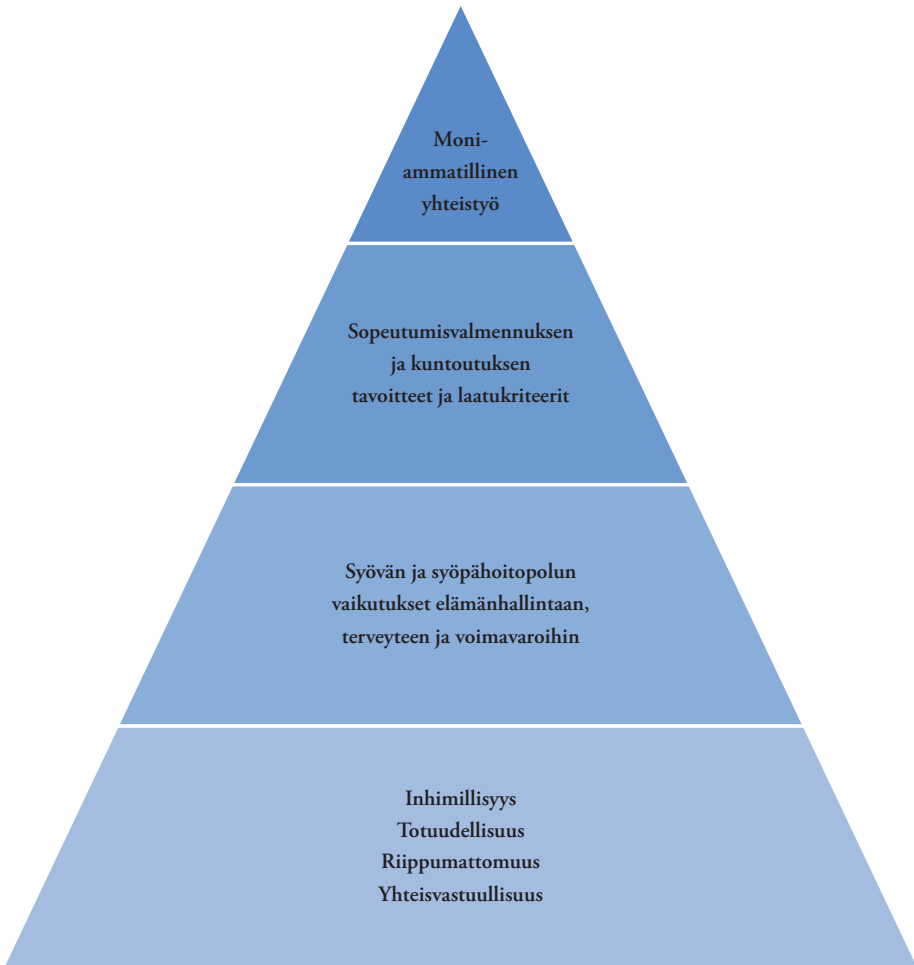 Moni-
ammatillinen
yhteistyö
Sopeutumisvalmennuksen
ja kuntoutuksen
tavoitteet ja laatukriteerit
Syövän ja syöpähoitopolun
vaikutukset elämänhallintaan,
terveyteen ja voimavaroihin
Inhimillisyys
Totuudellisuus
Riippumattomuus
Yhteisvastuullisuus